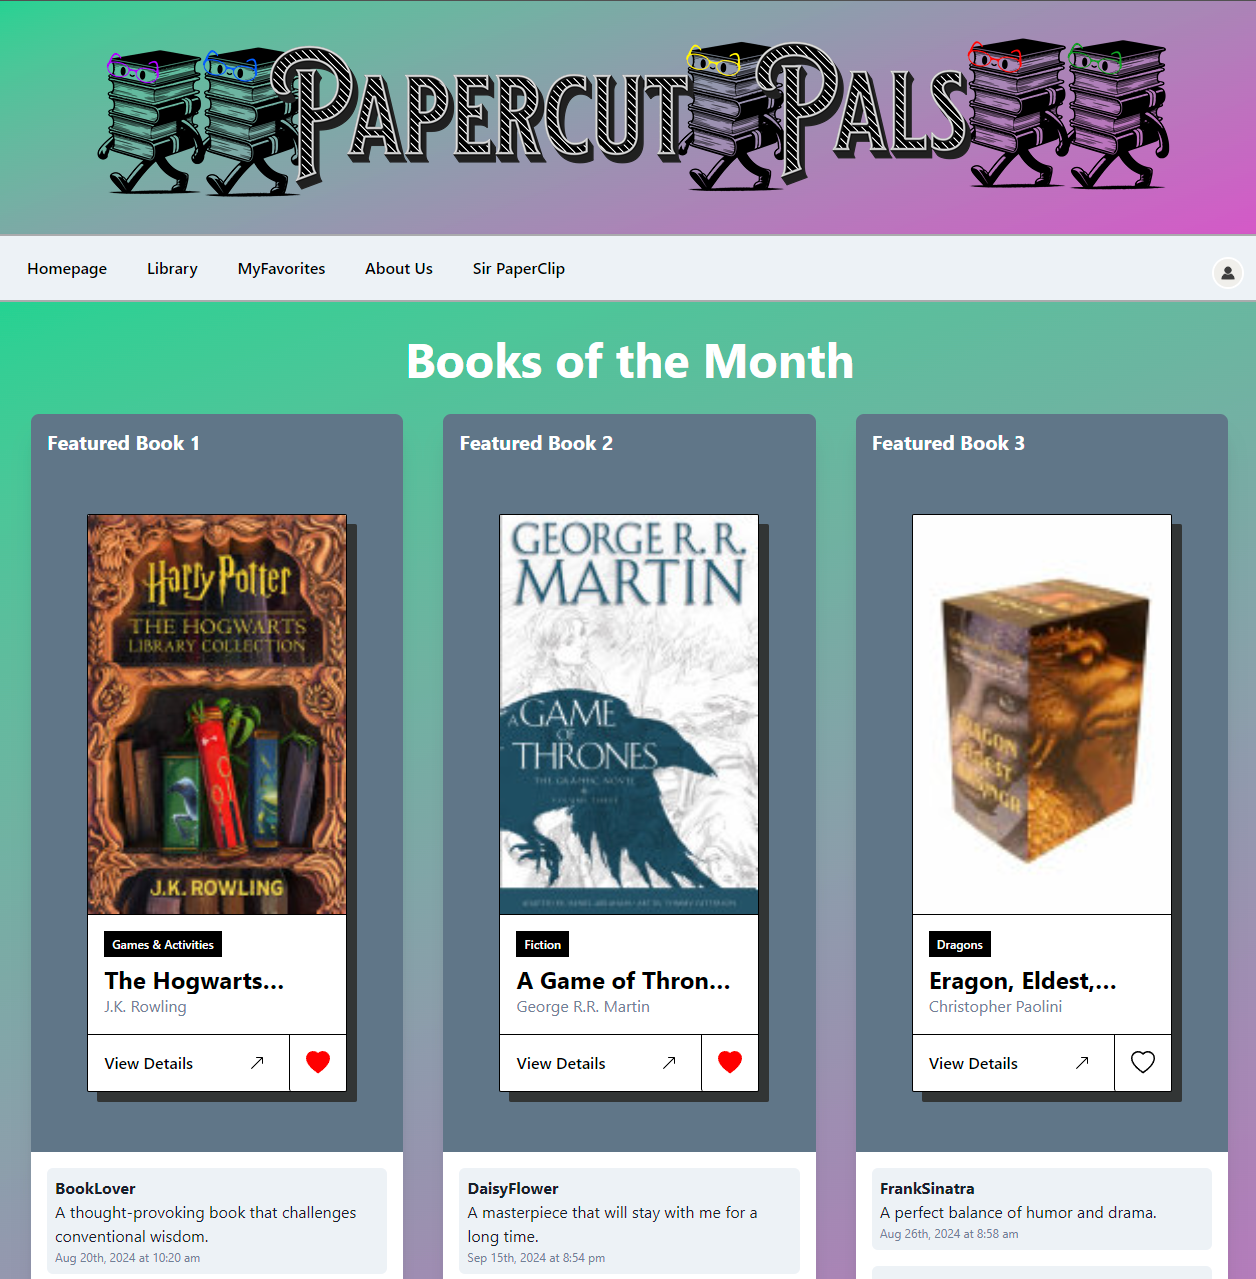 PAPERCUT PALS
Homepage
Library
MyFavorites
About Us
Sir PaperClip
Books of the Month
Featured Book 1
Harry Potter
THE HOGWARTS
LIBRARY COLLECTION
J.K. ROWLING
Games & Activities
The Hogwarts...
J.K. Rowling
View Details
BookLover
A thought-provoking book that challenges
conventional wisdom.
Aug 20th, 2024 at 10:20 am
Featured Book 2
GEORGE R. R.
MARTIN
A GAME
OF
THRONES
THE GRAPHIC NOVEL
Fiction
A Game of Thron...
George R.R. Martin
View Details
DaisyFlower
A masterpiece that will stay with me for a
long time.
Sep 15th, 2024 at 8:54 pm
Featured Book 3
ELDEST
Dragons
Eragon, Eldest,...
Christopher Paolini
View Details
FrankSinatra
A perfect balance of humor and drama.
Aug 26th, 2024 at 8:58 am